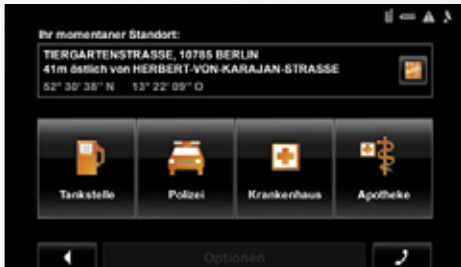 Ihr momentaner Standort:
TIERGARTENSTRASSE, 10785 BERLIN
41m östlich von HERBERT-VON-KARAJAN-STRASSE
52° 30' 38'' N 13° 22' 09'' O
Tankstelle Polizei Krankenhaus Apotheke
Optionen